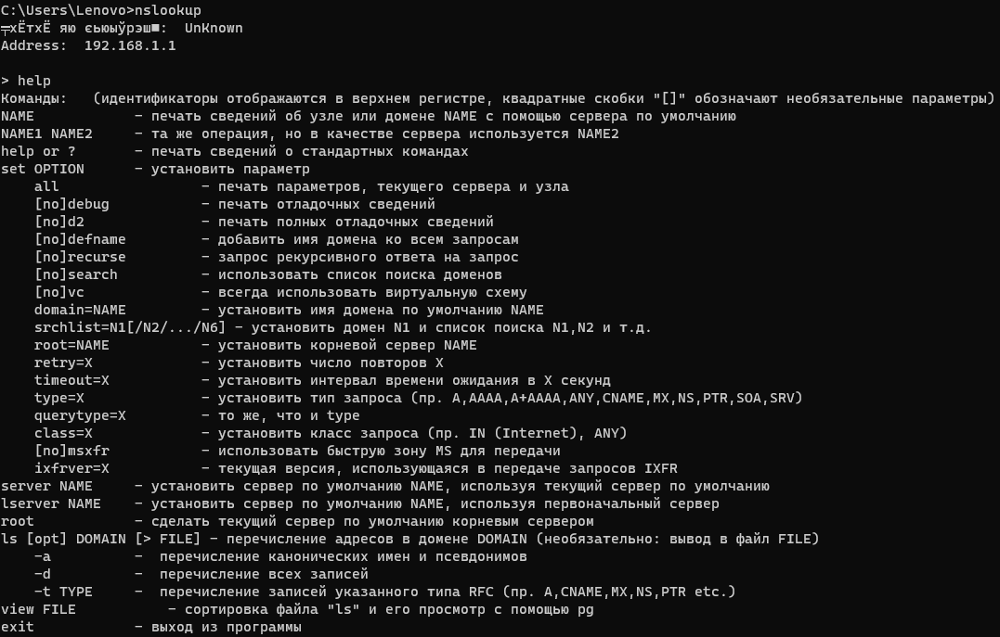 C:\Users\Lenovo>nslookup
╤хЁтхЁ яю єьюыўрэш■:  UnKnown
Address:  192.168.1.1
> help
Команды:   (идентификаторы отображаются в верхнем регистре, квадратные скобки "[]" обозначают необязательные параметры)
NAME            - печать сведений об узле или домене NAME с помощью сервера по умолчанию
NAME1 NAME2     - та же операция, но в качестве сервера используется NAME2
help or ?       - печать сведений о стандартных командах
set OPTION      - установить параметр
    all                 - печать параметров, текущего сервера и узла
    [no]debug           - печать отладочных сведений
    [no]d2              - печать полных отладочных сведений
    [no]defname         - добавить имя домена ко всем запросам
    [no]recurse         - запрос рекурсивного ответа на запрос
    [no]search          - использовать список поиска доменов
    [no]vc              - всегда использовать виртуальную схему
    domain=NAME         - установить имя домена по умолчанию NAME
    srchlist=N1[/N2/.../N6] - установить домен N1 и список поиска N1,N2 и т.д.
    root=NAME           - установить корневой сервер NAME
    retry=X             - установить число повторов X
    timeout=X           - установить интервал времени ожидания в X секунд
    type=X              - установить тип запроса (пр. A,AAAA,A+AAAA,ANY,CNAME,MX,NS,PTR,SOA,SRV)
    querytype=X         - то же, что и type
    class=X             - установить класс запроса (пр. IN (Internet), ANY)
    [no]msxfr           - использовать быструю зону MS для передачи
    ixfrver=X           - текущая версия, использующаяся в передаче запросов IXFR
server NAME     - установить сервер по умолчанию NAME, используя текущий сервер по умолчанию
lserver NAME    - установить сервер по умолчанию NAME, используя первоначальный сервер
root            - сделать текущий сервер по умолчанию корневым сервером
ls [opt] DOMAIN [> FILE] - перечисление адресов в домене DOMAIN (необязательно: вывод в файл FILE)
    -a          -  перечисление канонических имен и псевдонимов
    -d          -  перечисление всех записей
    -t TYPE     -  перечисление записей указанного типа RFC (пр. A,CNAME,MX,NS,PTR etc.)
view FILE           - сортировка файла "ls" и его просмотр с помощью pg
exit            - выход из программы